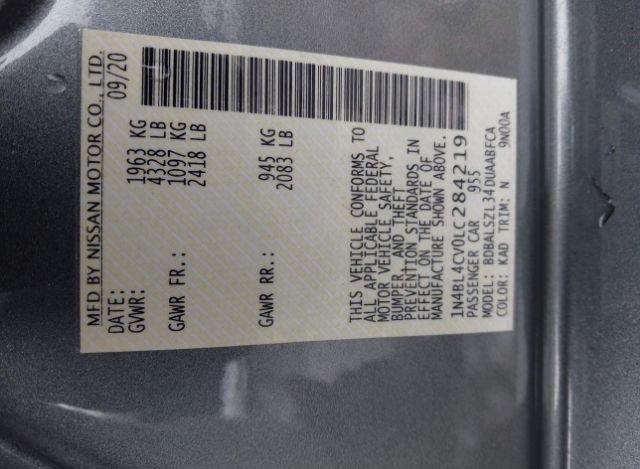 MFD BY NISSAN MOTOR CO., LTD.
DATE: 09/20
GVWR: 1963 KG
4328 LB
GAWR FR.: 1097 KG
2418 LB
GAWR RR.: 945 KG
2083 LB
THIS VEHICLE CONFORMS TO
ALL APPLICABLE FEDERAL
MOTOR VEHICLE SAFETY,
BUMPER, AND THEFT
PREVENTION STANDARDS IN
EFFECT ON THE DATE OF
MANUFACTURE SHOWN ABOVE.
1N4BL4CV0LC284219
PASSENGER CAR 955
MODEL: BDBALSZL34DUAABFCA
COLOR: KAD TRIM: N 9N00A